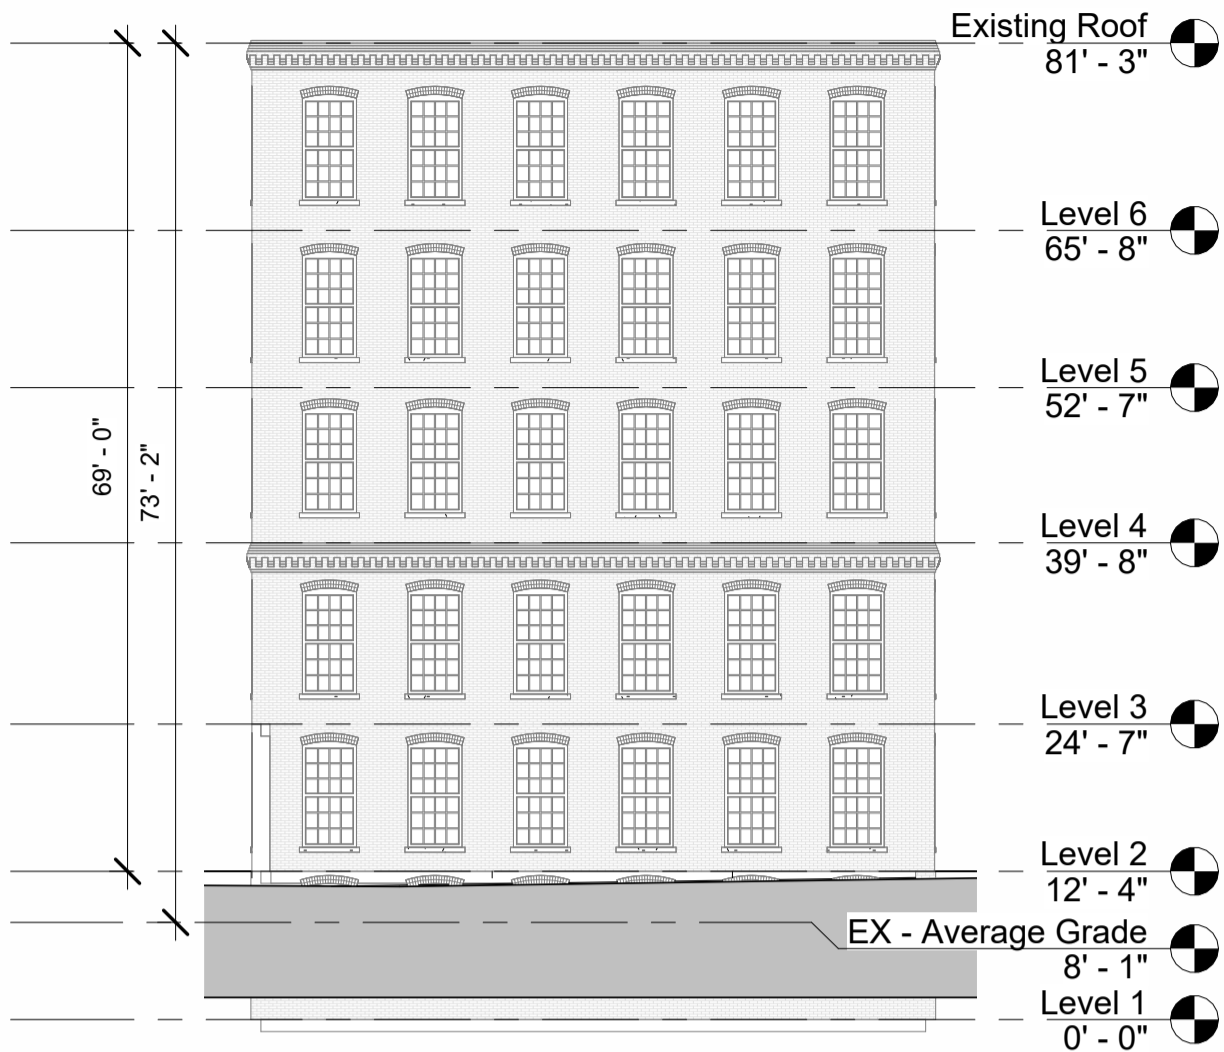 Existing Roof
81' - 3"
Level 6
65' - 8"
Level 5
52' - 7"
69' - 0"
73' - 2"
Level 4
39' - 8"
Level 3
24' - 7"
Level 2
12' - 4"
EX - Average Grade
8' - 1"
Level 1
0' - 0"